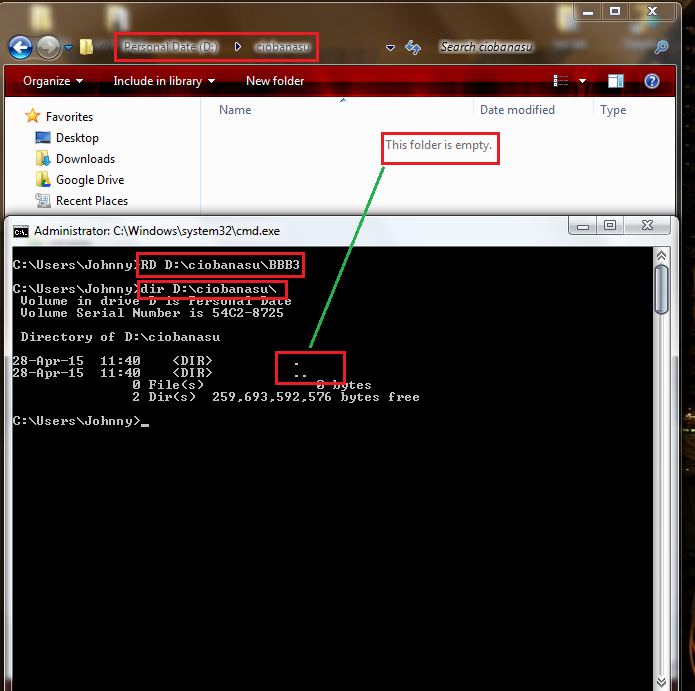 Personal Date (D:) ciobanasu Search ciobanasu
Organize Include in library New folder
Name Date modified Type
Favorites
Desktop
Downloads
Google Drive
Recent Places
This folder is empty.
Administrator: C:\Windows\system32\cmd.exe
C:\Users\Johnny>RD D:\ciobanasu\BBB3
C:\Users\Johnny>dir D:\ciobanasu\
Volume in drive D is Personal Date
Volume Serial Number is 54C2-8725
Directory of D:\ciobanasu
28-Apr-15 11:40 <DIR> .
28-Apr-15 11:40 <DIR> ..
0 File(s) 0 bytes
2 Dir(s) 259,693,592,576 bytes free
C:\Users\Johnny>_